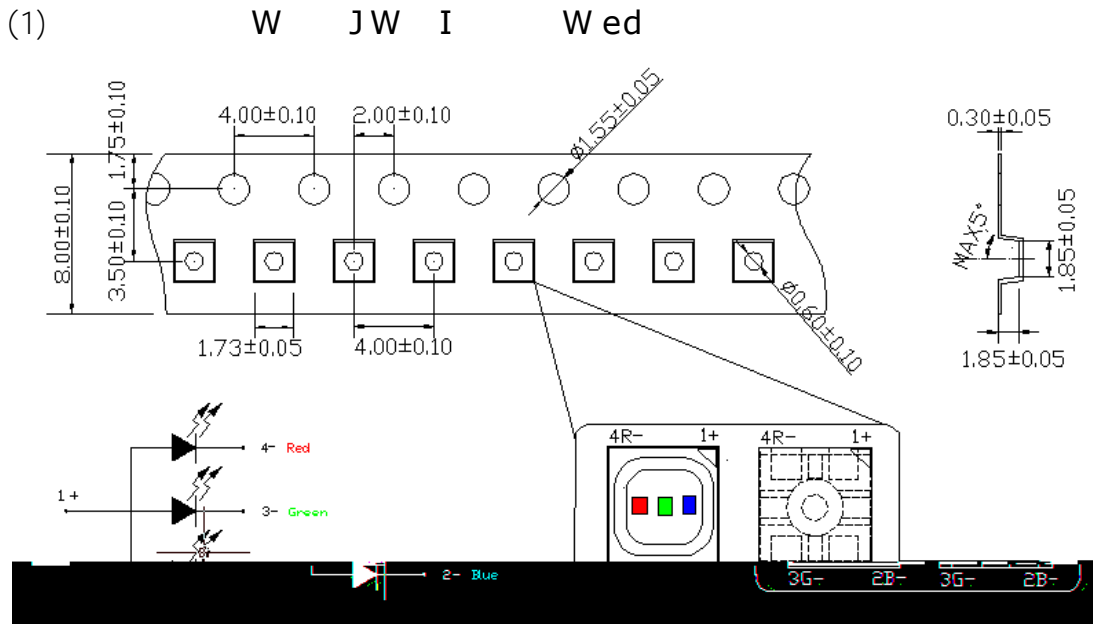 (1) W JW I W ed
4.00±0.10 2.00±0.10 Ø1.55±0.05 0.30±0.05
1.75±0.10
8.00±0.10
3.50±0.10
MAX5°
1.85±0.05
Ø0.60±0.10
1.73±0.05 4.00±0.10
1.85±0.05
4R- 1+ 4R- 1+
4- Red
1+
3- Green
2- Blue
3G- 2B- 3G- 2B-